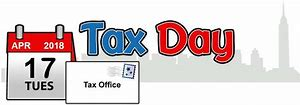 APR 2018
17
TUES
Tax Day
Tax Office